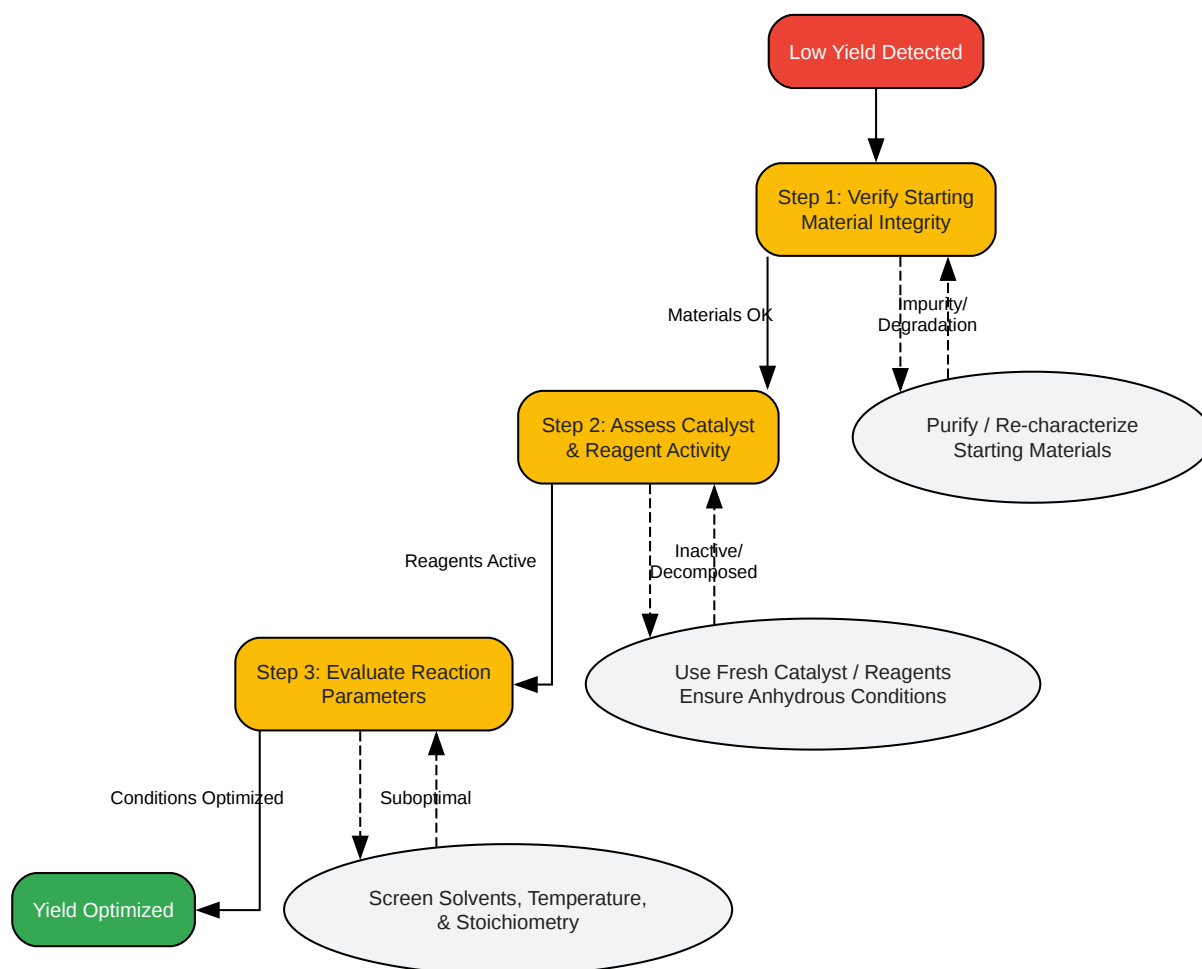 Low Yield Detected
Step 1: Verify Starting
Material Integrity
Materials OK
Impurity/
Degradation
Step 2: Assess Catalyst
& Reagent Activity
Purify / Re-characterize
Starting Materials
Reagents Active
Inactive/
Decomposed
Step 3: Evaluate Reaction
Parameters
Use Fresh Catalyst / Reagents
Ensure Anhydrous Conditions
Conditions Optimized
Suboptimal
Yield Optimized
Screen Solvents, Temperature,
& Stoichiometry